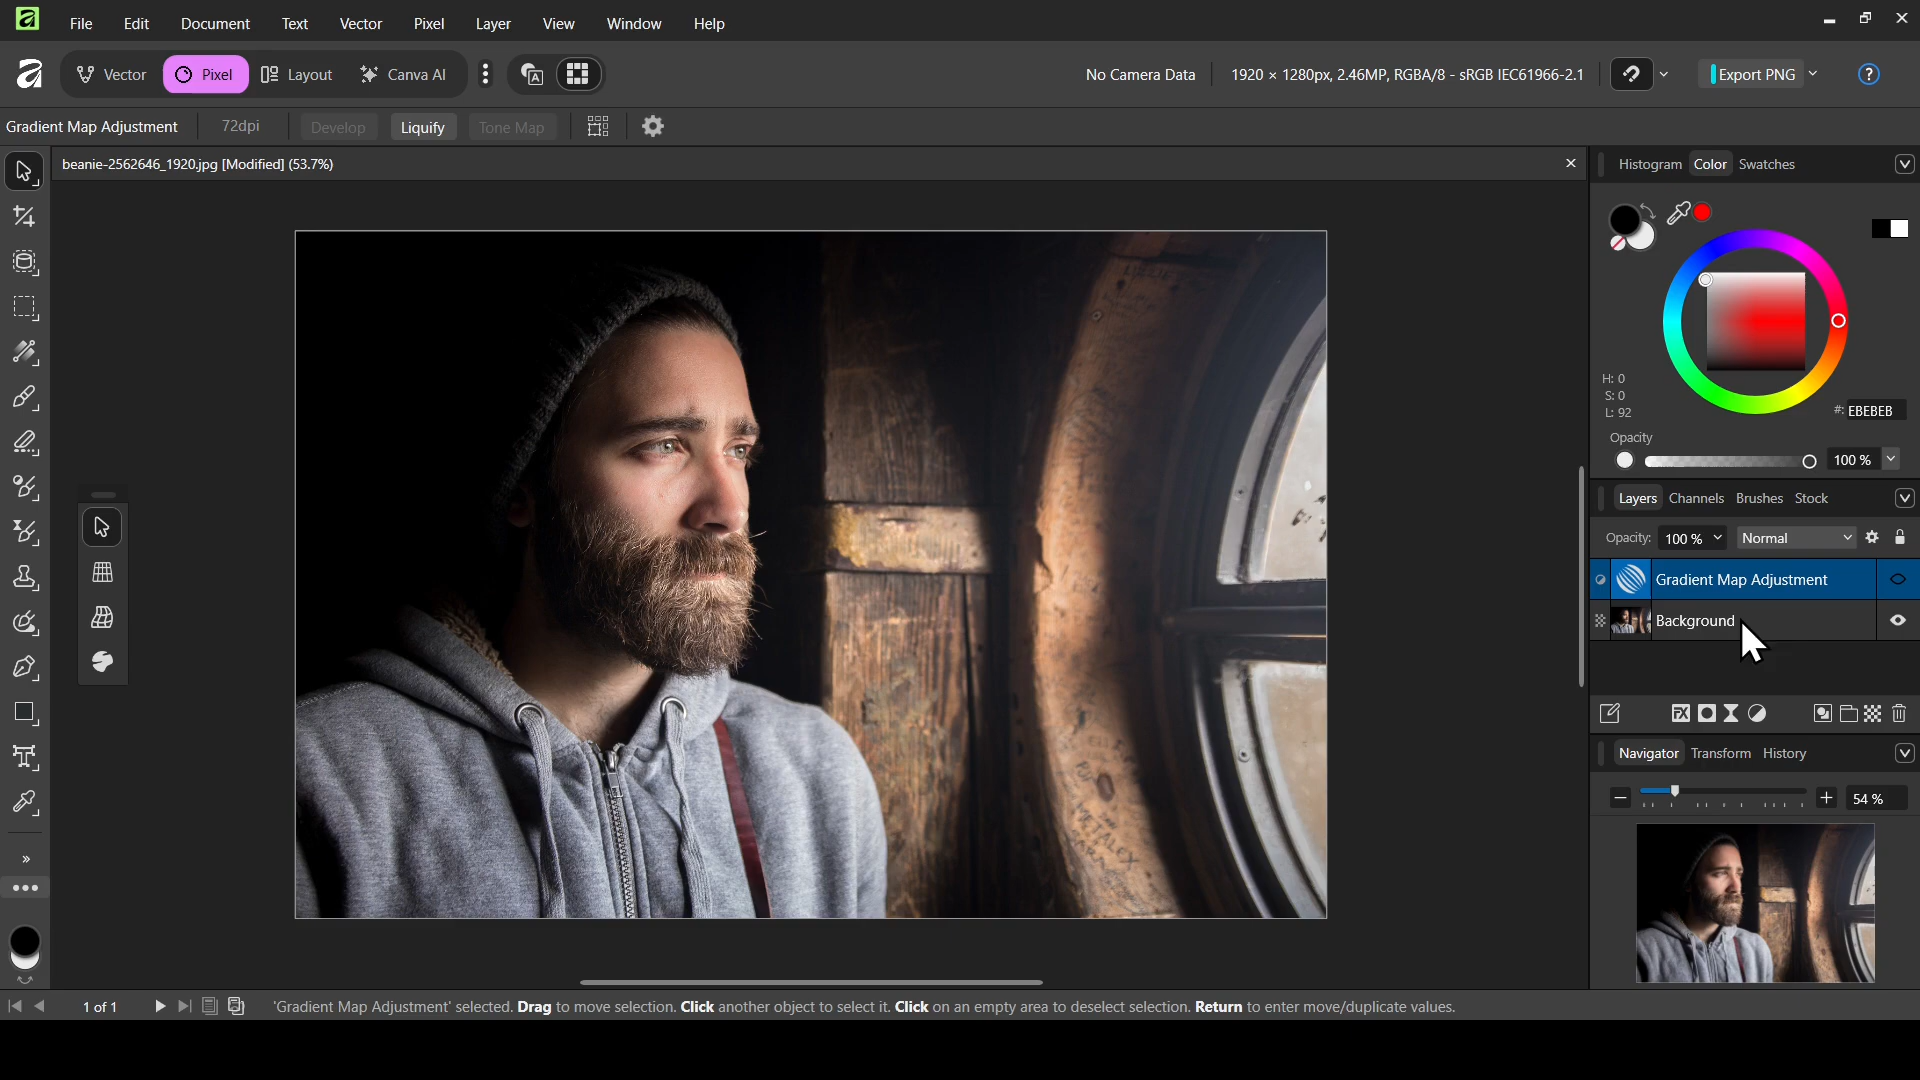 File Edit Document Text Vector Pixel Layer View Window Help
Vector Pixel Layout Canva AI
No Camera Data 1920 × 1280px, 2.46MP, RGBA/8 - sRGB IEC61966-2.1 Export PNG ?
Gradient Map Adjustment 72dpi Develop Liquify Tone Map
beanie-2562646_1920.jpg [Modified] (53.7%)
Histogram Color Swatches
H: 0
S: 0
L: 92
#: EBEBEB
Opacity
100 %
Layers Channels Brushes Stock
Opacity: 100 % Normal
Gradient Map Adjustment
Background
Navigator Transform History
54 %
1 of 1 'Gradient Map Adjustment' selected. Drag to move selection. Click another object to select it. Click on an empty area to deselect selection. Return to enter move/duplicate values.